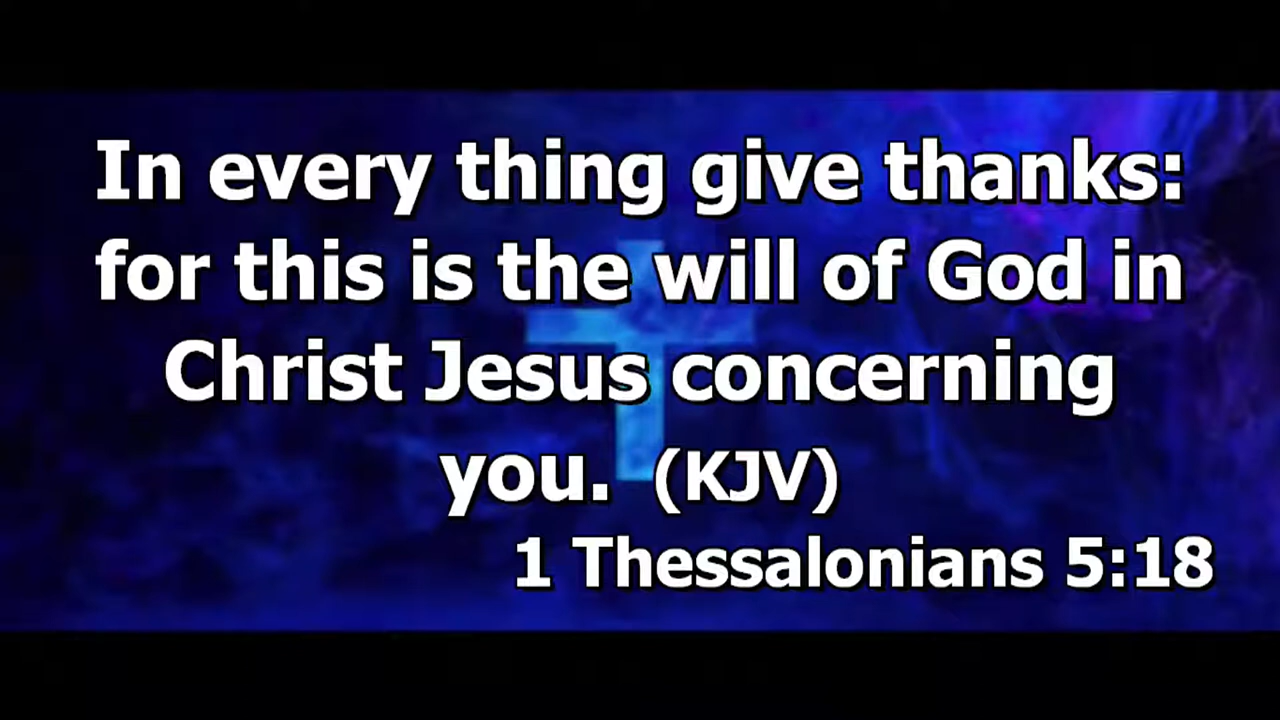 In every thing give thanks:
for this is the will of God in
Christ Jesus concerning
you. (KJV)
1 Thessalonians 5:18